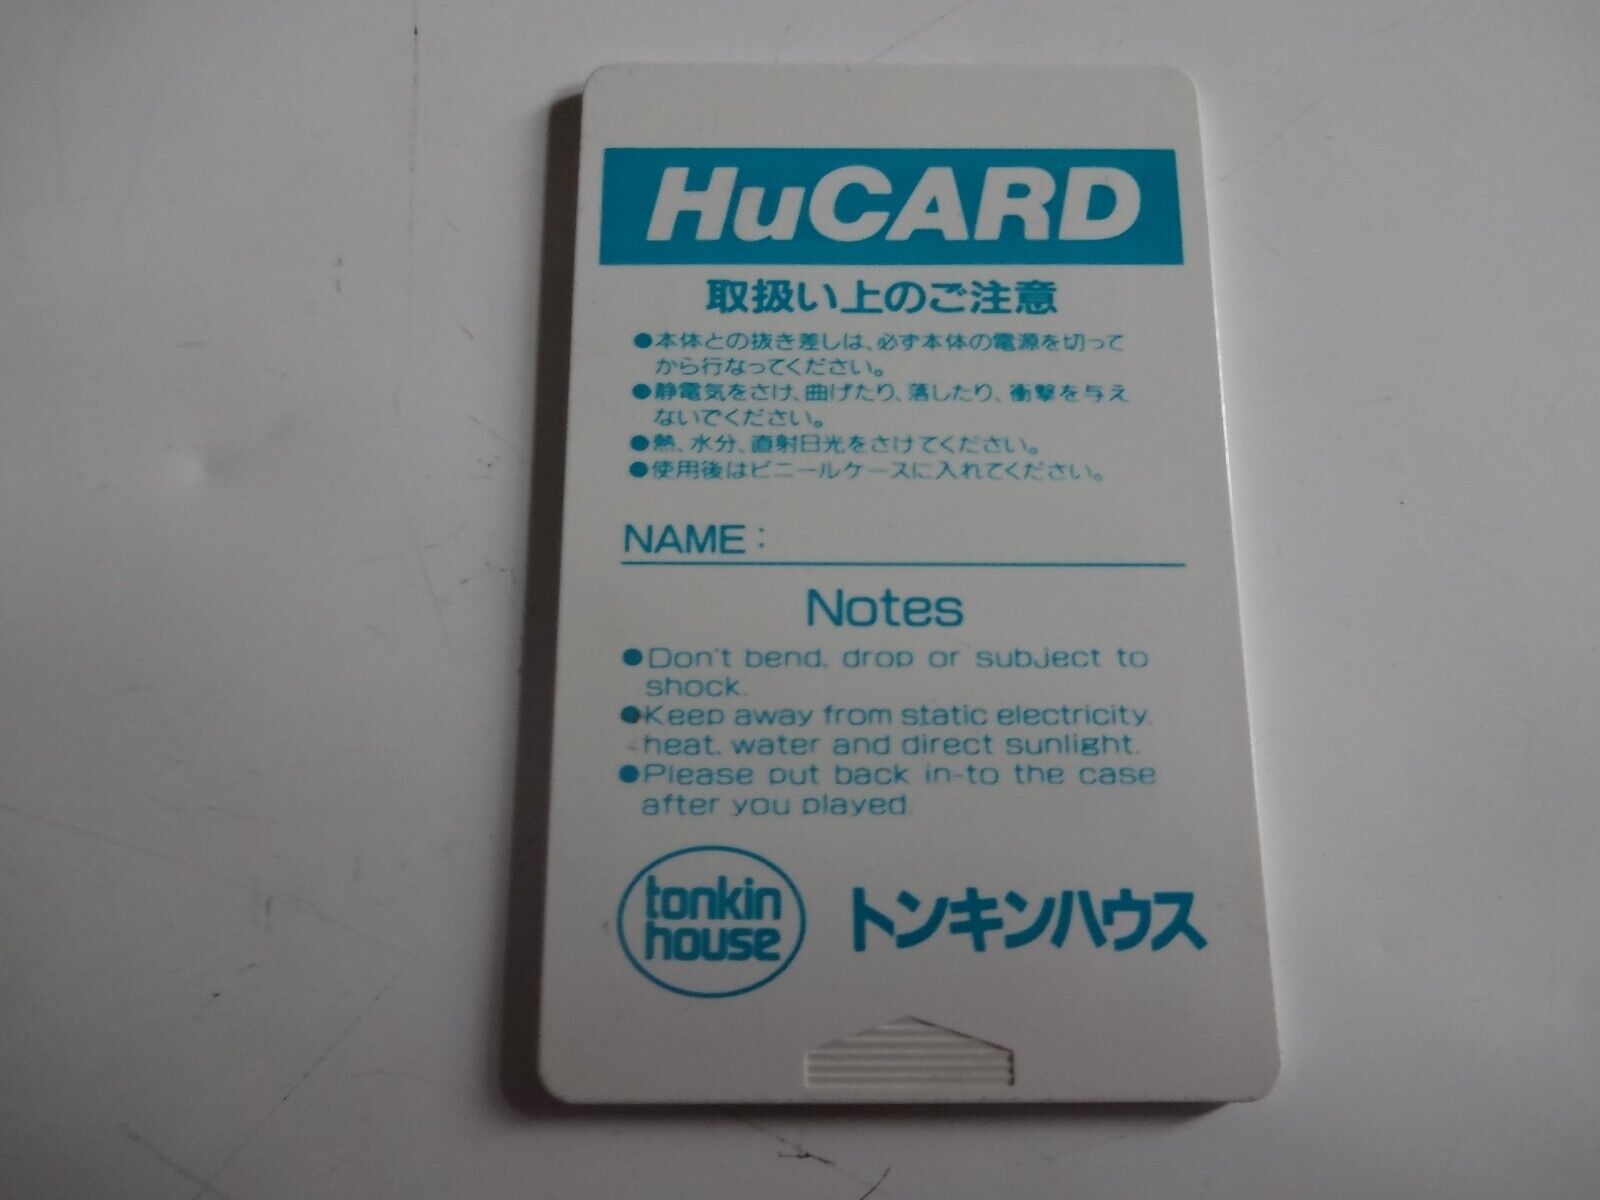 HuCARD
取扱い上のご注意
●本体との抜き差しは、必ず本体の電源を切って
から行なってください。
●静電気をさけ、曲げたり、落したり、衝撃を与え
ないでください。
●熱、水分、直射日光をさけてください。
●使用後はビニールケースに入れてください。
NAME:
Notes
●Don't bend, drop or subject to
shock.
●Keep away from static electricity,
heat, water and direct sunlight.
●Please put back in-to the case
after you played.
tonkin
house
トンキンハウス